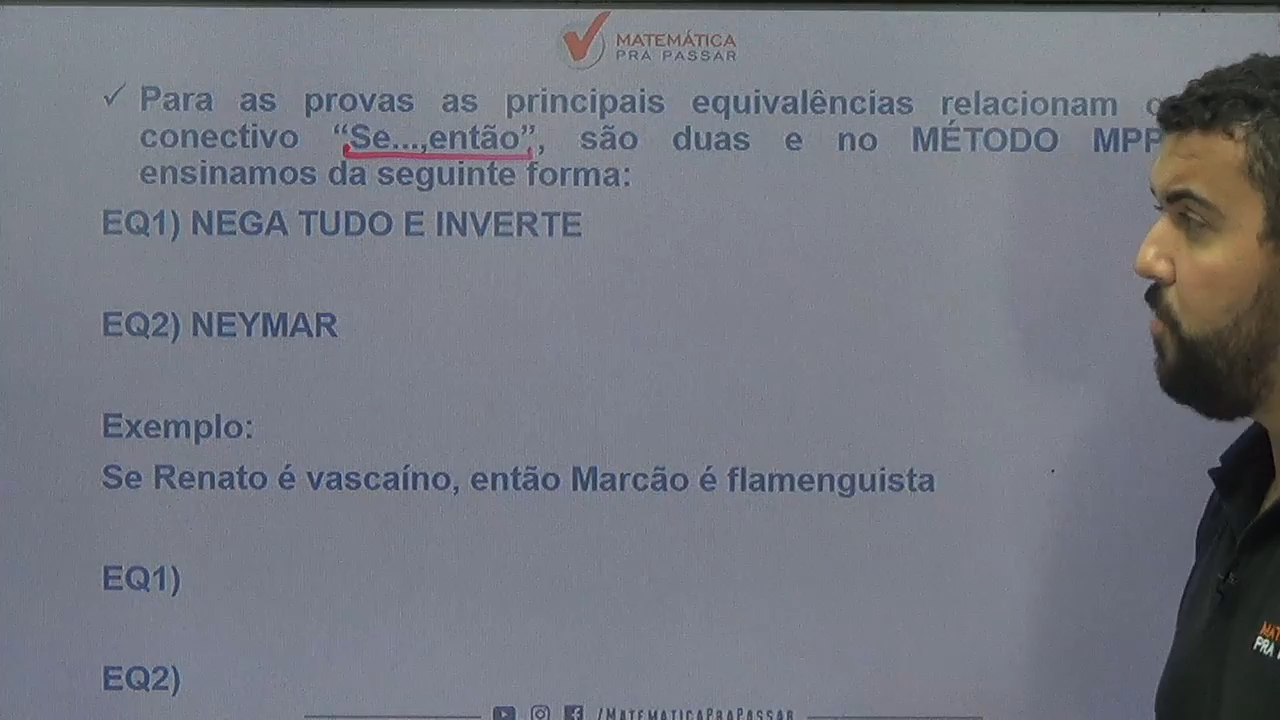 MATEMÁTICA
PRA PASSAR
Para as provas as principais equivalências relacionam
conectivo “Se...,então”, são duas e no MÉTODO MPP
ensinamos da seguinte forma:
EQ1) NEGA TUDO E INVERTE
EQ2) NEYMAR
Exemplo:
Se Renato é vascaíno, então Marcão é flamenguista
EQ1)
EQ2)
/MATEMATICAPRAPASSAR
MAT
PRA